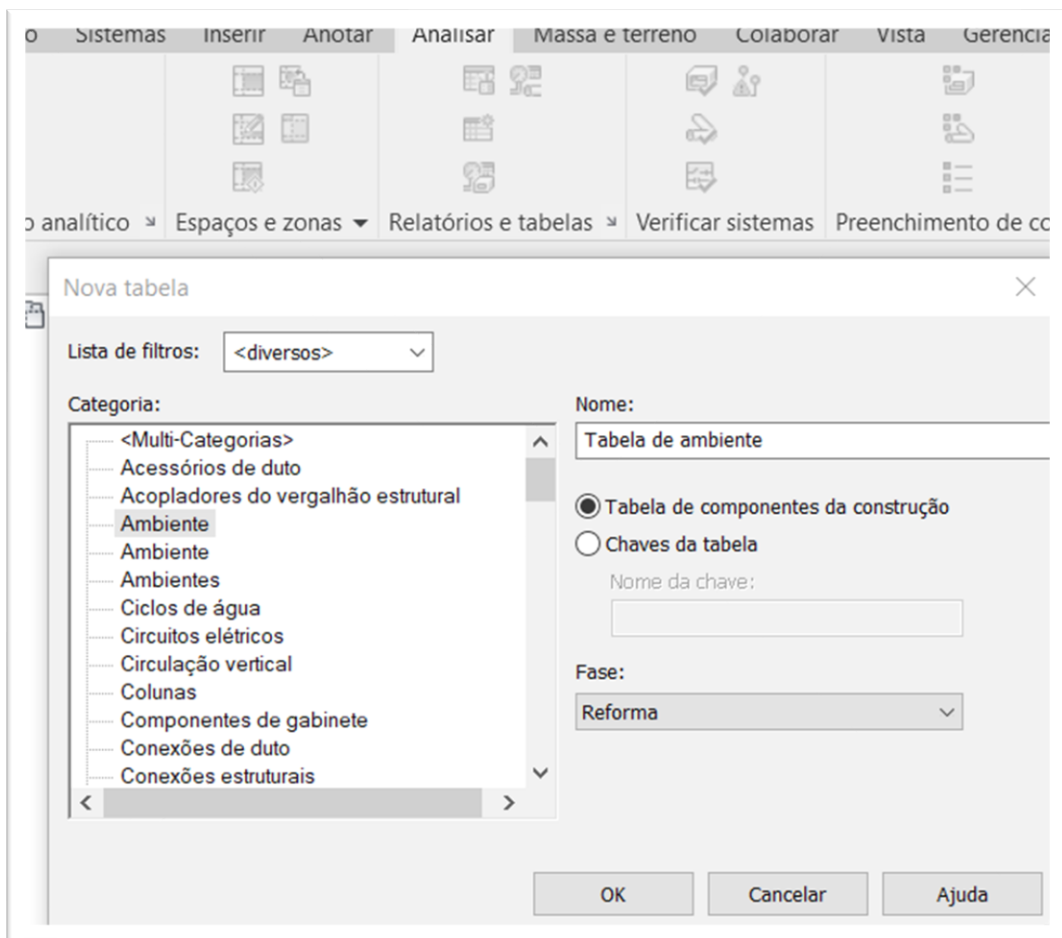 o Sistemas Inserir Anotar Analisar Massa e terreno Colaborar Vista Gerencia
o analítico Espaços e zonas Relatórios e tabelas Verificar sistemas Preenchimento de co
Nova tabela
Lista de filtros: <diversos>
Categoria:
<Multi-Categorias>
Acessórios de duto
Acopladores do vergalhão estrutural
Ambiente
Ambiente
Ambientes
Ciclos de água
Circuitos elétricos
Circulação vertical
Colunas
Componentes de gabinete
Conexões de duto
Conexões estruturais
Nome:
Tabela de ambiente
Tabela de componentes da construção
Chaves da tabela
Nome da chave:
Fase:
Reforma
OK Cancelar Ajuda